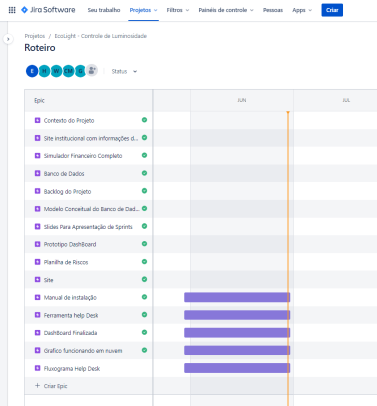 Jira Software Seu trabalho Projetos Filtros Painéis de controle Pessoas Apps Criar
Projetos / EcoLight - Controle de Luminosidade
Roteiro
E H W CM G Status
Epic JUN JUL
Contexto do Projeto
Site institucional com informações d...
Simulador Financeiro Completo
Banco de Dados
Backlog do Projeto
Modelo Conceitual do Banco de Dad...
Slides Para Apresentação de Sprints
Prototipo DashBoard
Planilha de Riscos
Site
Manual de instalação
Ferramenta help Desk
DashBoard Finalizada
Grafico funcionando em nuvem
Fluxograma Help Desk
+ Criar Epic